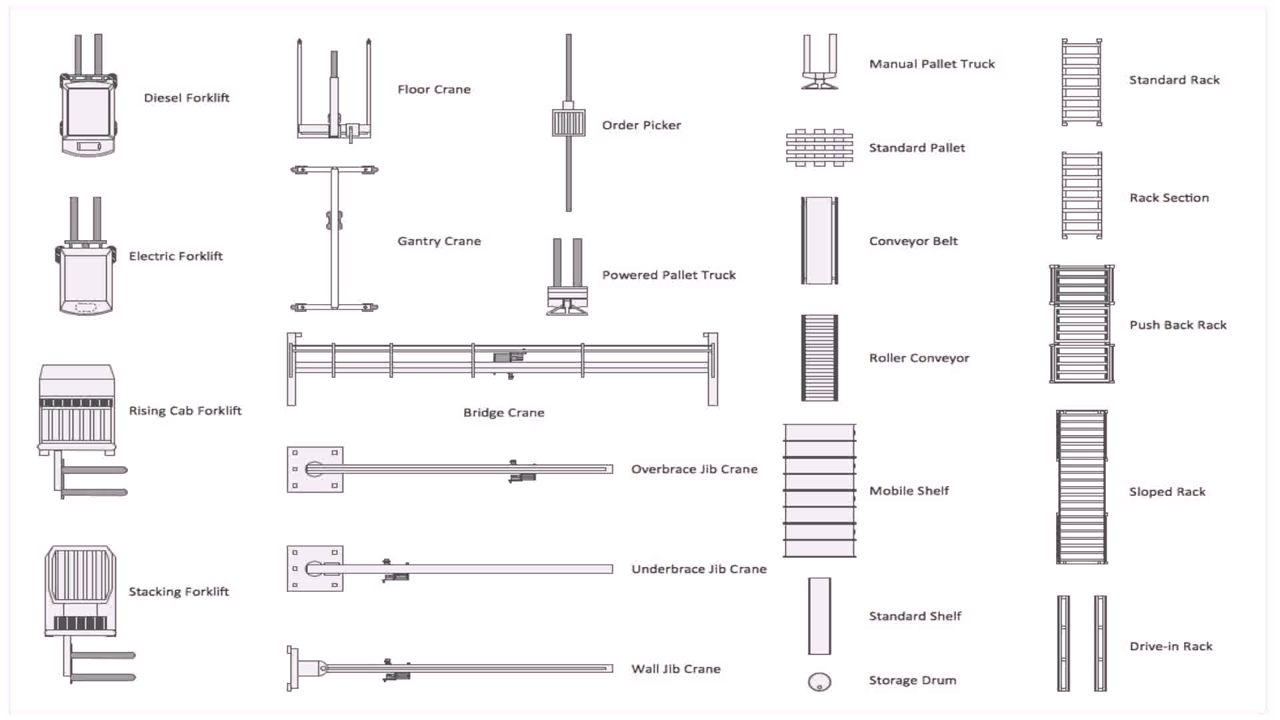 Diesel Forklift
Electric Forklift
Rising Cab Forklift
Stacking Forklift
Floor Crane
Gantry Crane
Bridge Crane
Overbrace Jib Crane
Underbrace Jib Crane
Wall Jib Crane
Order Picker
Powered Pallet Truck
Manual Pallet Truck
Standard Pallet
Conveyor Belt
Roller Conveyor
Mobile Shelf
Standard Shelf
Storage Drum
Standard Rack
Rack Section
Push Back Rack
Sloped Rack
Drive-in Rack